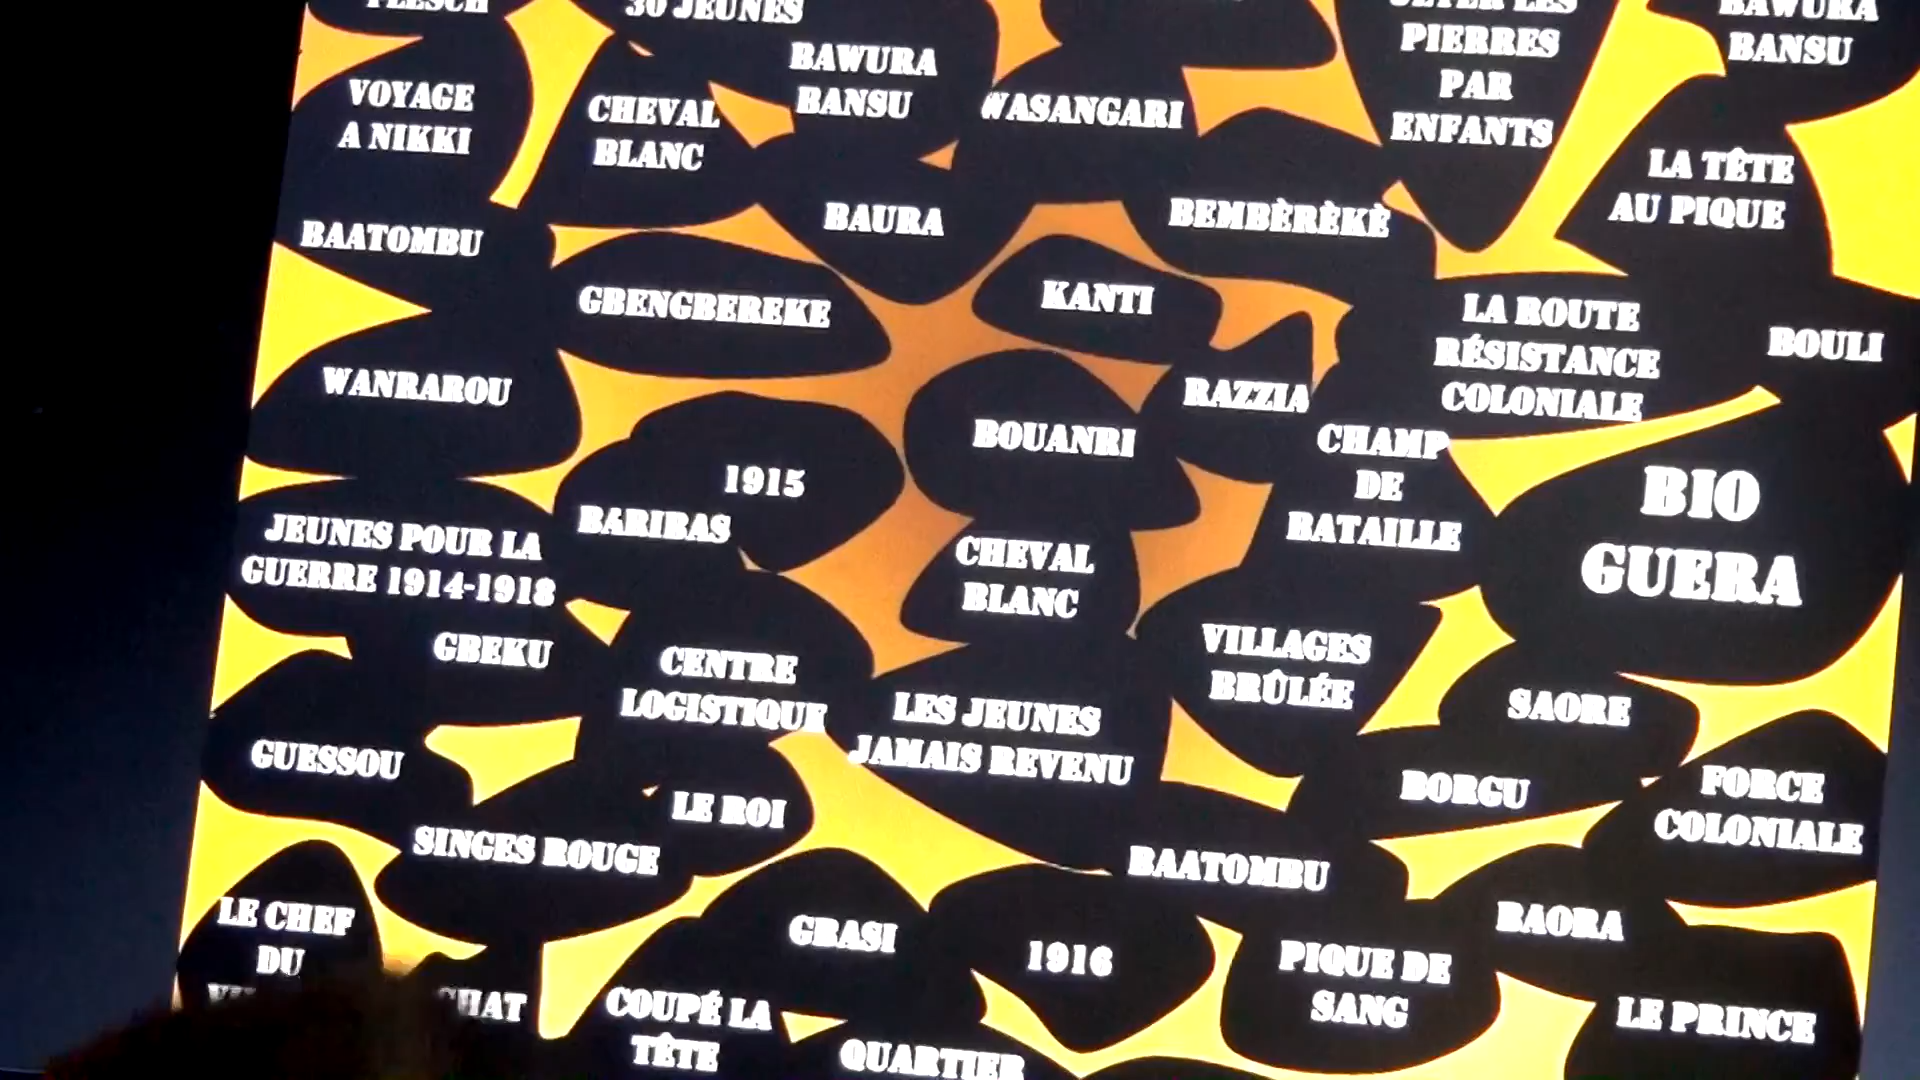 30 JEUNES
PIERRES
PAR
ENFANTS
BAWURA
BANSU
BAWURA
BANSU
VOYAGE
A NIKKI
CHEVAL
BLANC
WASANGARI
LA TÊTE
AU PIQUE
BAATOMBU
BAURA
BEMBÈRÈKÈ
GBENGBEREKE
KANTI
LA ROUTE
RÉSISTANCE
COLONIALE
BOULI
WANRAROU
RAZZIA
BOUANRI
CHAMP
DE
BATAILLE
1915
BARIBAS
BIO
GUERA
JEUNES POUR LA
GUERRE 1914-1918
CHEVAL
BLANC
GBEKU
CENTRE
LOGISTIQUE
VILLAGES
BRÛLÉE
LES JEUNES
JAMAIS REVENU
SAORE
GUESSOU
LE ROI
BORGU
FORCE
COLONIALE
SINGES ROUGE
BAATOMBU
LE CHEF
DU
GRASI
1916
BAORA
PIQUE DE
SANG
COUPÉ LA
TÊTE
QUARTIER
LE PRINCE